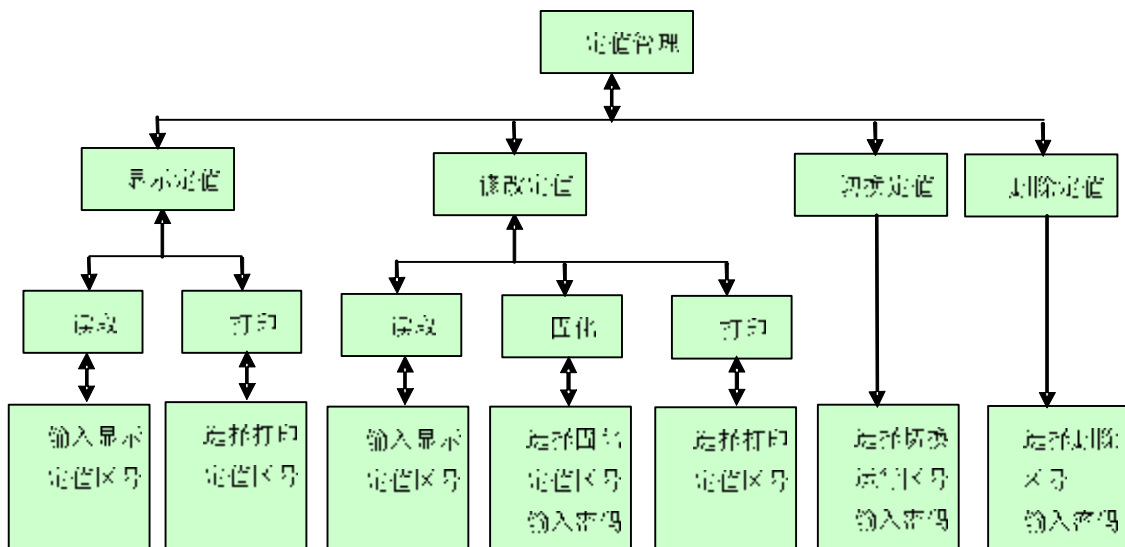 定值管理
显示定值
修改定值
切换定值
删除定值
读取
打印
读取
固化
打印
输入显示
定值区号
选择打印
定值区号
输入显示
定值区号
选择固化
定值区号
输入密码
选择打印
定值区号
选择切换
运行区号
输入密码
选择删除
区号
输入密码